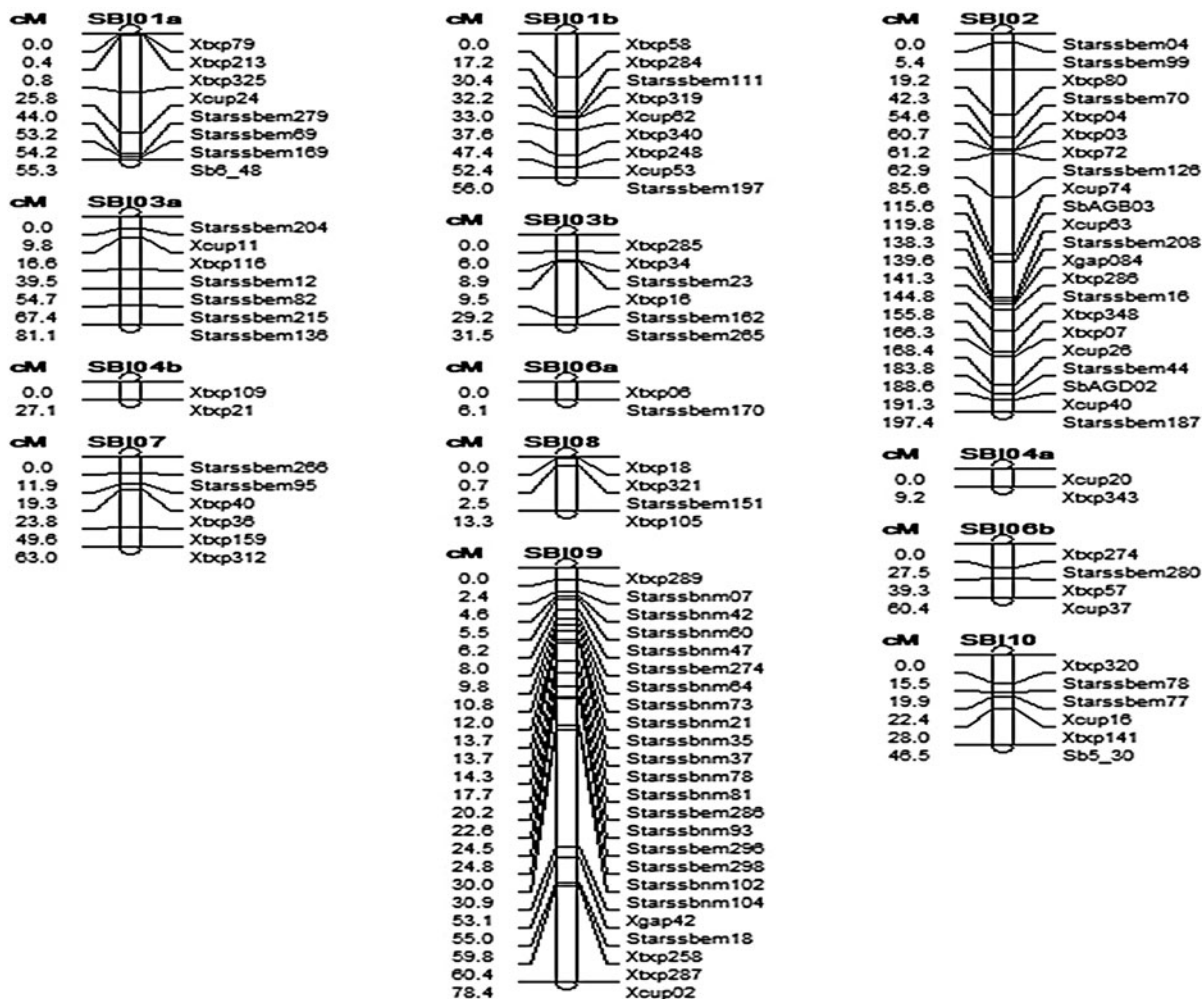 cM SBI01a
0.0 Xtxp79
0.4 Xtxp213
0.8 Xtxp325
25.8 Xcup24
44.0 Starssbem279
53.2 Starssbem69
54.2 Starssbem169
55.3 Sb6_48
cM SBI03a
0.0 Starssbem204
9.8 Xcup11
16.6 Xtxp116
39.5 Starssbem12
54.7 Starssbem82
67.4 Starssbem215
81.1 Starssbem136
cM SBI04b
0.0 Xtxp109
27.1 Xtxp21
cM SBI07
0.0 Starssbem266
11.9 Starssbem95
19.3 Xtxp40
23.8 Xtxp36
49.6 Xtxp159
63.0 Xtxp312
cM SBI01b
0.0 Xtxp58
17.2 Xtxp284
30.4 Starssbem111
32.2 Xtxp319
33.0 Xcup62
37.6 Xtxp340
47.4 Xtxp248
52.4 Xcup53
56.0 Starssbem197
cM SBI03b
0.0 Xtxp285
6.0 Xtxp34
8.9 Starssbem23
9.5 Xtxp16
29.2 Starssbem162
31.5 Starssbem265
cM SBI06a
0.0 Xtxp06
6.1 Starssbem170
cM SBI08
0.0 Xtxp18
0.7 Xtxp321
2.5 Starssbem151
13.3 Xtxp105
cM SBI09
0.0 Xtxp289
2.4 Starssbnm07
4.6 Starssbnm42
5.5 Starssbnm60
6.2 Starssbnm47
8.0 Starssbem274
9.8 Starssbnm64
10.8 Starssbnm73
12.0 Starssbnm21
13.7 Starssbnm35
13.7 Starssbnm37
14.3 Starssbnm78
17.7 Starssbnm81
20.2 Starssbem286
22.6 Starssbnm93
24.5 Starssbem296
24.8 Starssbem298
30.0 Starssbnm102
30.9 Starssbnm104
53.1 Xgap42
55.0 Starssbem18
59.8 Xtxp258
60.4 Xtxp287
78.4 Xcup02
cM SBI02
0.0 Starssbem04
5.4 Starssbem99
19.2 Xtxp80
42.3 Starssbem70
54.6 Xtxp04
60.7 Xtxp03
61.2 Xtxp72
62.9 Starssbem126
85.6 Xcup74
115.6 SbAGB03
119.8 Xcup63
138.3 Starssbem208
139.6 Xgap084
141.3 Xtxp286
144.8 Starssbem16
155.8 Xtxp348
166.3 Xtxp07
168.4 Xcup26
183.8 Starssbem44
188.6 SbAGD02
191.3 Xcup40
197.4 Starssbem187
cM SBI04a
0.0 Xcup20
9.2 Xtxp343
cM SBI06b
0.0 Xtxp274
27.5 Starssbem280
39.3 Xtxp57
60.4 Xcup37
cM SBI10
0.0 Xtxp320
15.5 Starssbem78
19.9 Starssbem77
22.4 Xcup16
28.0 Xtxp141
46.5 Sb5_30